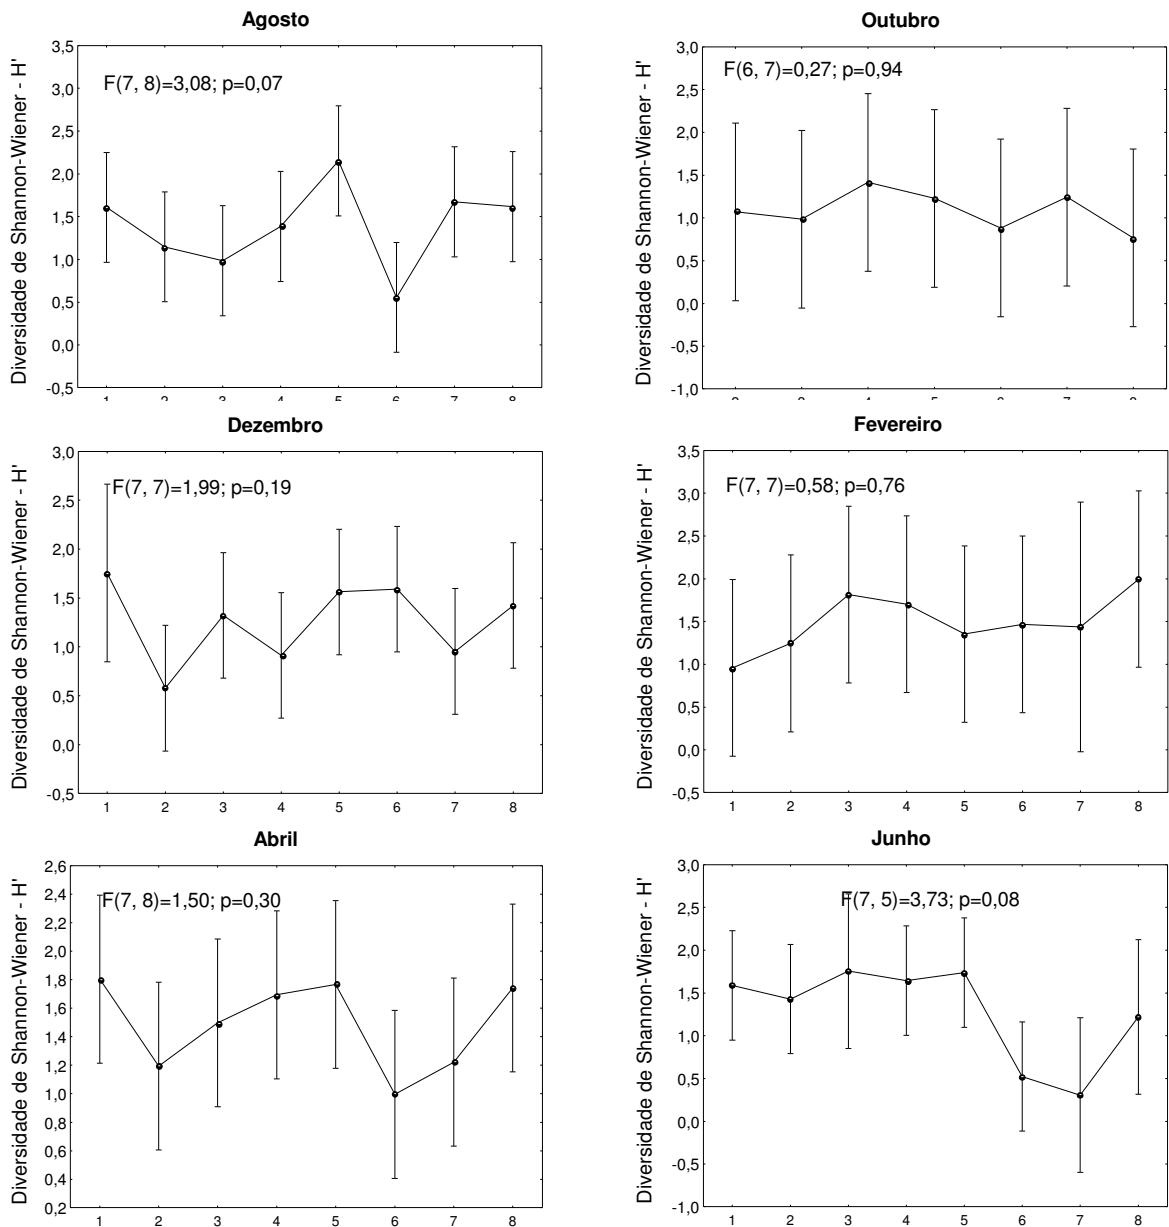 Agosto
Diversidade de Shannon-Wiener - H'
F(7, 8)=3,08; p=0,07
3,5
3,0
2,5
2,0
1,5
1,0
0,5
0,0
-0,5
1 2 3 4 5 6 7 8
Outubro
Diversidade de Shannon-Wiener - H'
F(6, 7)=0,27; p=0,94
3,0
2,5
2,0
1,5
1,0
0,5
0,0
-0,5
-1,0
4 5 6 7 8
Dezembro
Diversidade de Shannon-Wiener - H'
F(7, 7)=1,99; p=0,19
3,0
2,5
2,0
1,5
1,0
0,5
0,0
-0,5
1 2 3 4 5 6 7 8
Fevereiro
Diversidade de Shannon-Wiener - H'
F(7, 7)=0,58; p=0,76
3,5
3,0
2,5
2,0
1,5
1,0
0,5
0,0
-0,5
1 2 3 4 5 6 7 8
Abril
Diversidade de Shannon-Wiener - H'
F(7, 8)=1,50; p=0,30
2,6
2,4
2,2
2,0
1,8
1,6
1,4
1,2
1,0
0,8
0,6
0,4
0,2
1 2 3 4 5 6 7 8
Junho
Diversidade de Shannon-Wiener - H'
F(7, 5)=3,73; p=0,08
3,0
2,5
2,0
1,5
1,0
0,5
0,0
-0,5
-1,0
1 2 3 4 5 6 7 8